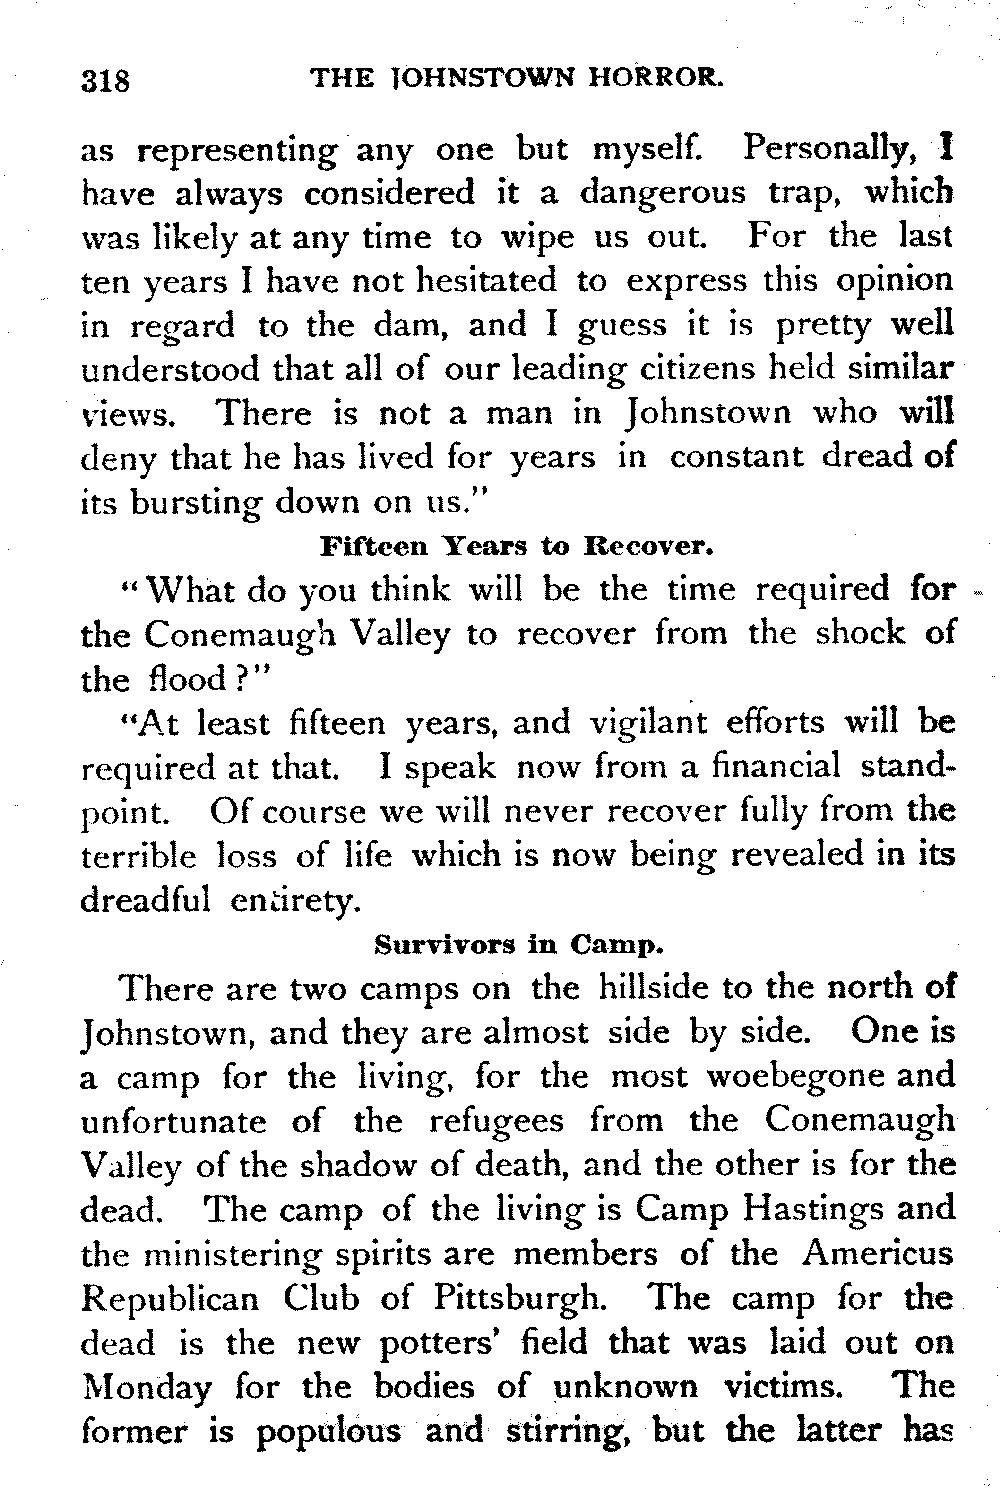 318 THE JOHNSTOWN HORROR.
as representing any one but myself. Personally, I
have always considered it a dangerous trap, which
was likely at any time to wipe us out. For the last
ten years I have not hesitated to express this opinion
in regard to the dam, and I guess it is pretty well
understood that all of our leading citizens held similar
views. There is not a man in Johnstown who will
deny that he has lived for years in constant dread of
its bursting down on us."
Fifteen Years to Recover.
"What do you think will be the time required for
the Conemaugh Valley to recover from the shock of
the flood?"
"At least fifteen years, and vigilant efforts will be
required at that. I speak now from a financial stand-
point. Of course we will never recover fully from the
terrible loss of life which is now being revealed in its
dreadful entirety.
Survivors in Camp.
There are two camps on the hillside to the north of
Johnstown, and they are almost side by side. One is
a camp for the living, for the most woebegone and
unfortunate of the refugees from the Conemaugh
Valley of the shadow of death, and the other is for the
dead. The camp of the living is Camp Hastings and
the ministering spirits are members of the Americus
Republican Club of Pittsburgh. The camp for the
dead is the new potters' field that was laid out on
Monday for the bodies of unknown victims. The
former is populous and stirring, but the latter has